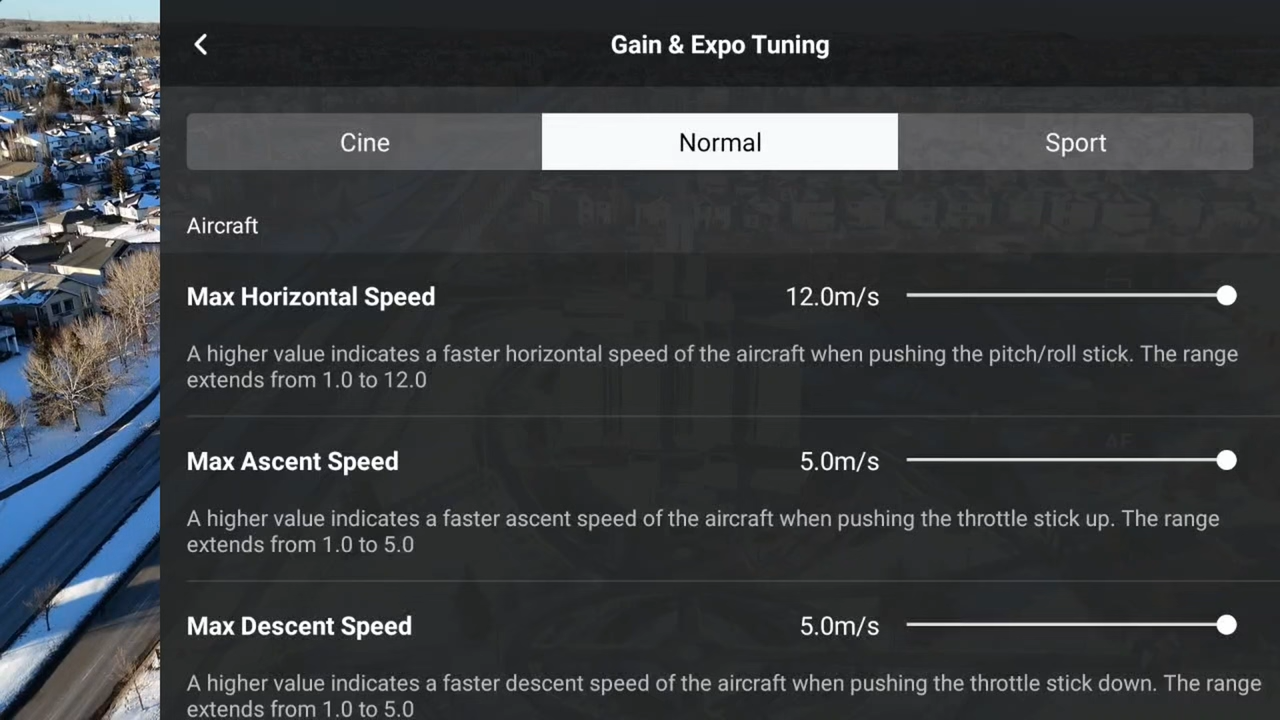 Gain & Expo Tuning
Cine
Normal
Sport
Aircraft
Max Horizontal Speed
12.0m/s
A higher value indicates a faster horizontal speed of the aircraft when pushing the pitch/roll stick. The range
extends from 1.0 to 12.0
Max Ascent Speed
5.0m/s
A higher value indicates a faster ascent speed of the aircraft when pushing the throttle stick up. The range
extends from 1.0 to 5.0
Max Descent Speed
5.0m/s
A higher value indicates a faster descent speed of the aircraft when pushing the throttle stick down. The range
extends from 1.0 to 5.0